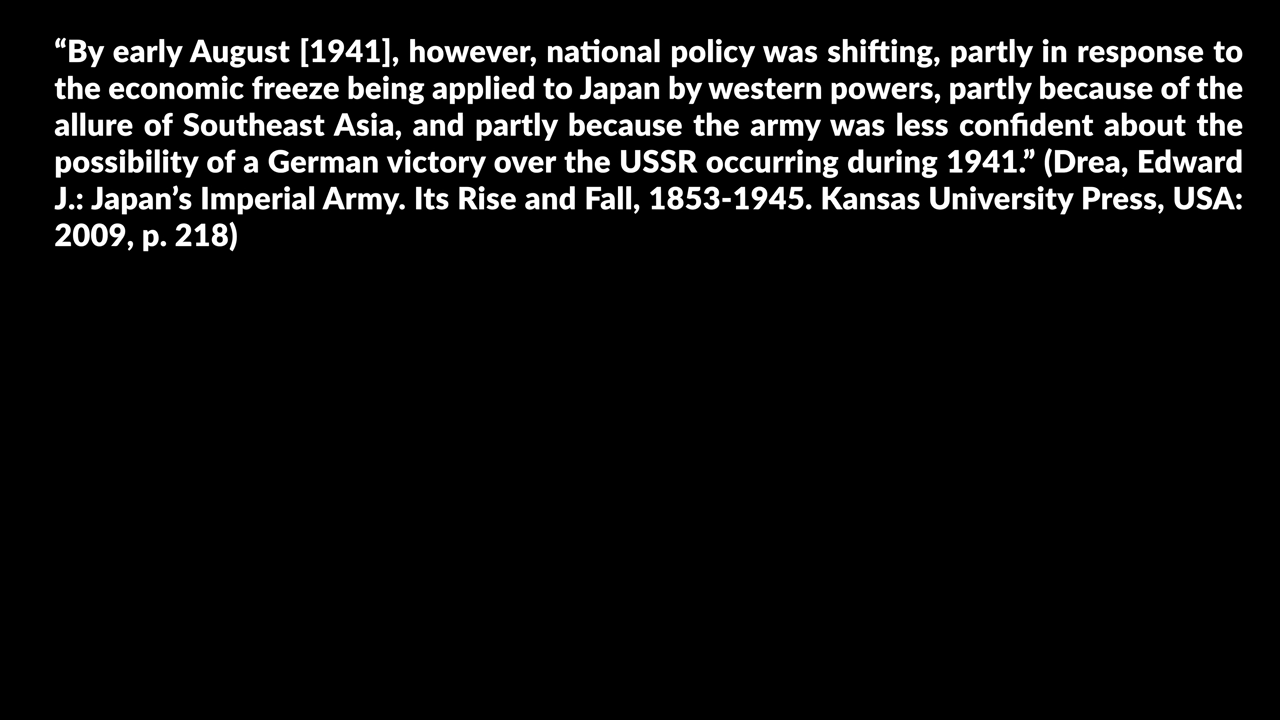 “By early August [1941], however, national policy was shifting, partly in response to
the economic freeze being applied to Japan by western powers, partly because of the
allure of Southeast Asia, and partly because the army was less confident about the
possibility of a German victory over the USSR occurring during 1941.” (Drea, Edward
J.: Japan’s Imperial Army. Its Rise and Fall, 1853-1945. Kansas University Press, USA:
2009, p. 218)